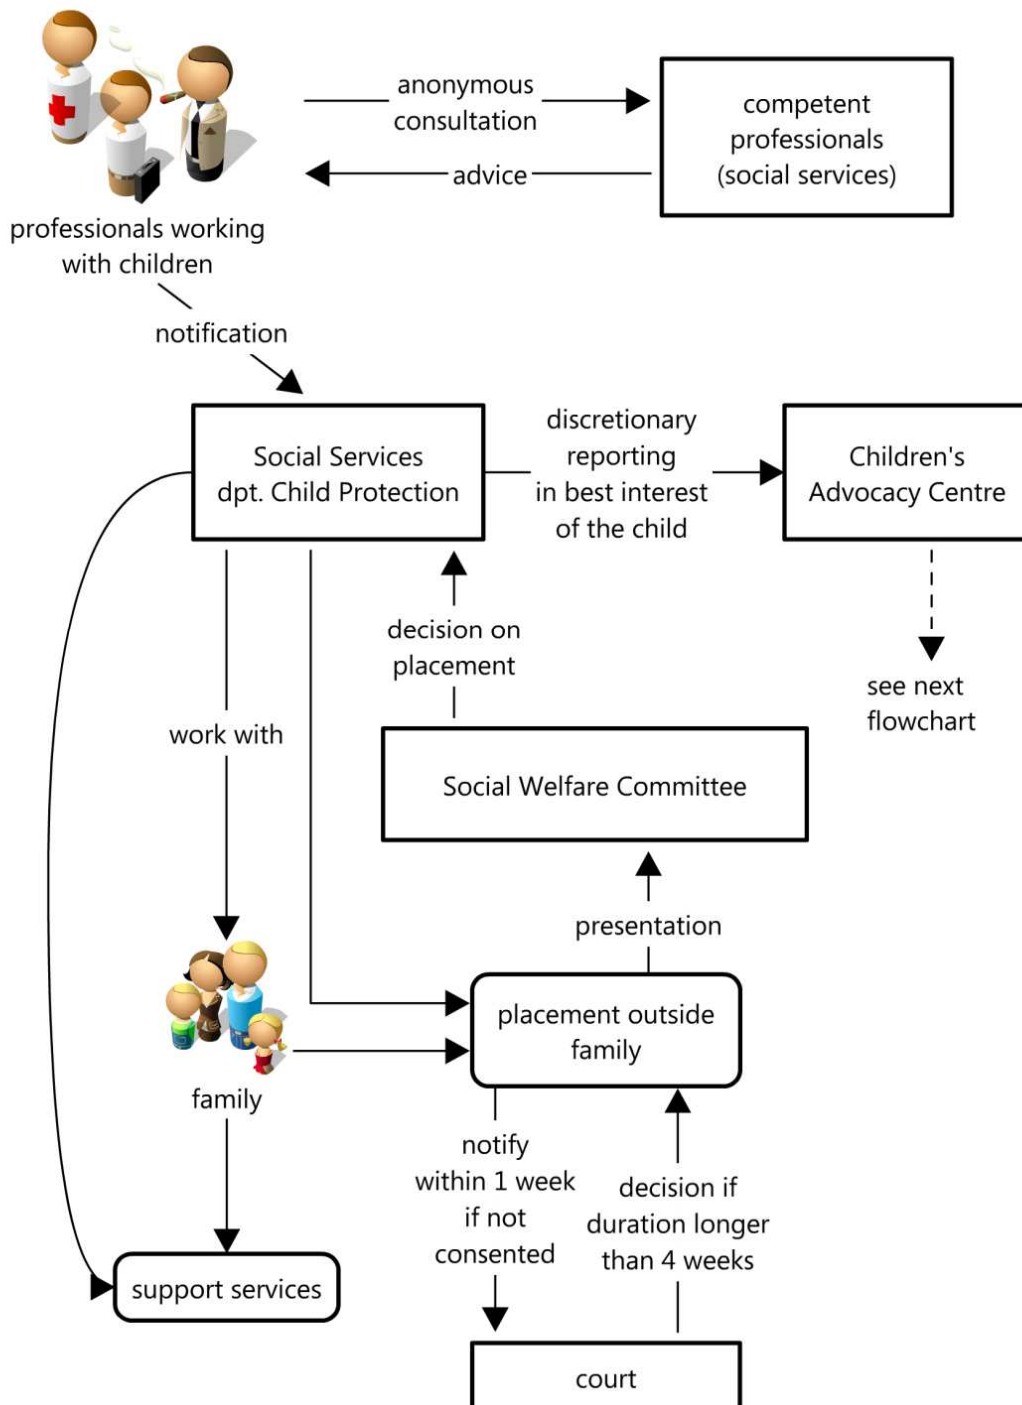 anonymous
consultation
competent
professionals
(social services)
advice
professionals working
with children
notification
Social Services
dpt. Child Protection
discretionary
reporting
in best interest
of the child
Children's
Advocacy Centre
decision on
placement
see next
flowchart
work with
Social Welfare Committee
presentation
placement outside
family
family
notify
within 1 week
if not
consented
decision if
duration longer
than 4 weeks
support services
court